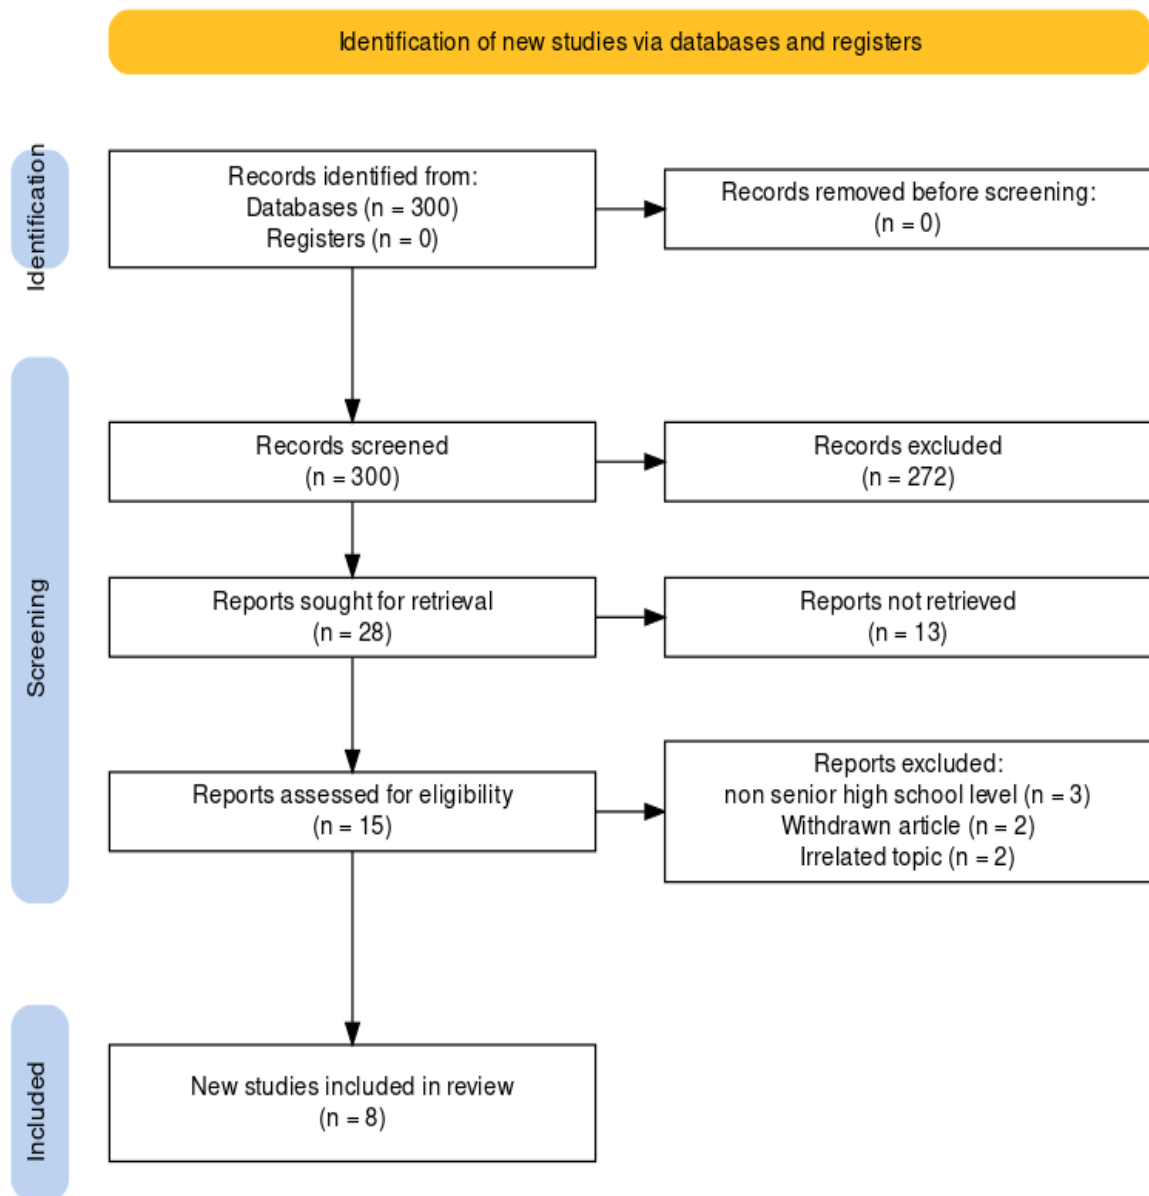 Identification of new studies via databases and registers
Identification
Records identified from:
Databases (n = 300)
Registers (n = 0)
Records removed before screening:
(n = 0)
Screening
Records screened
(n = 300)
Records excluded
(n = 272)
Reports sought for retrieval
(n = 28)
Reports not retrieved
(n = 13)
Reports assessed for eligibility
(n = 15)
Reports excluded:
non senior high school level (n = 3)
Withdrawn article (n = 2)
Irrelated topic (n = 2)
Included
New studies included in review
(n = 8)